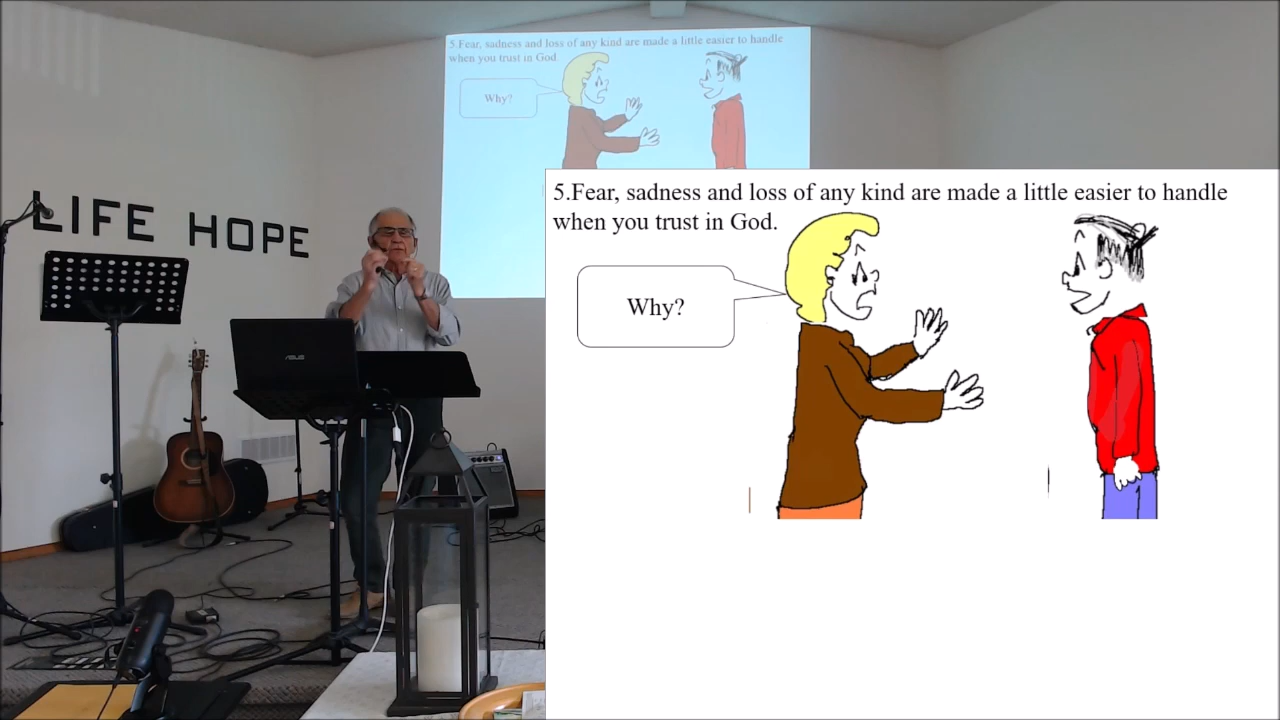 5.Fear, sadness and loss of any kind are made a little easier to handle
when you trust in God.
Why?
LIFE HOPE
ASUS
5.Fear, sadness and loss of any kind are made a little easier to handle
when you trust in God.
Why?